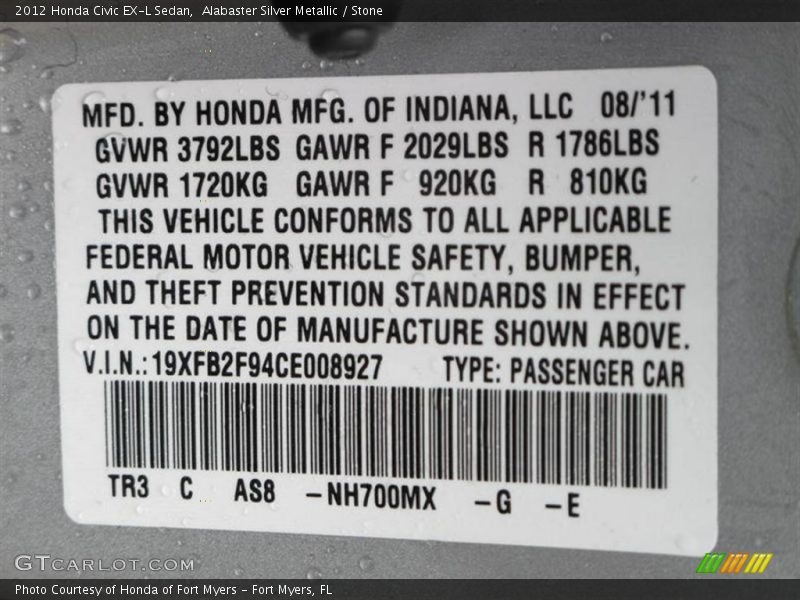 2012 Honda Civic EX-L Sedan, Alabaster Silver Metallic / Stone
MFD. BY HONDA MFG. OF INDIANA, LLC 08/'11
GVWR 3792LBS GAWR F 2029LBS R 1786LBS
GVWR 1720KG GAWR F 920KG R 810KG
THIS VEHICLE CONFORMS TO ALL APPLICABLE
FEDERAL MOTOR VEHICLE SAFETY, BUMPER,
AND THEFT PREVENTION STANDARDS IN EFFECT
ON THE DATE OF MANUFACTURE SHOWN ABOVE.
V.I.N.: 19XFB2F94CE008927 TYPE: PASSENGER CAR
TR3 C AS8 -NH700MX -G -E
GTCARLOT.COM
Photo Courtesy of Honda of Fort Myers - Fort Myers, FL